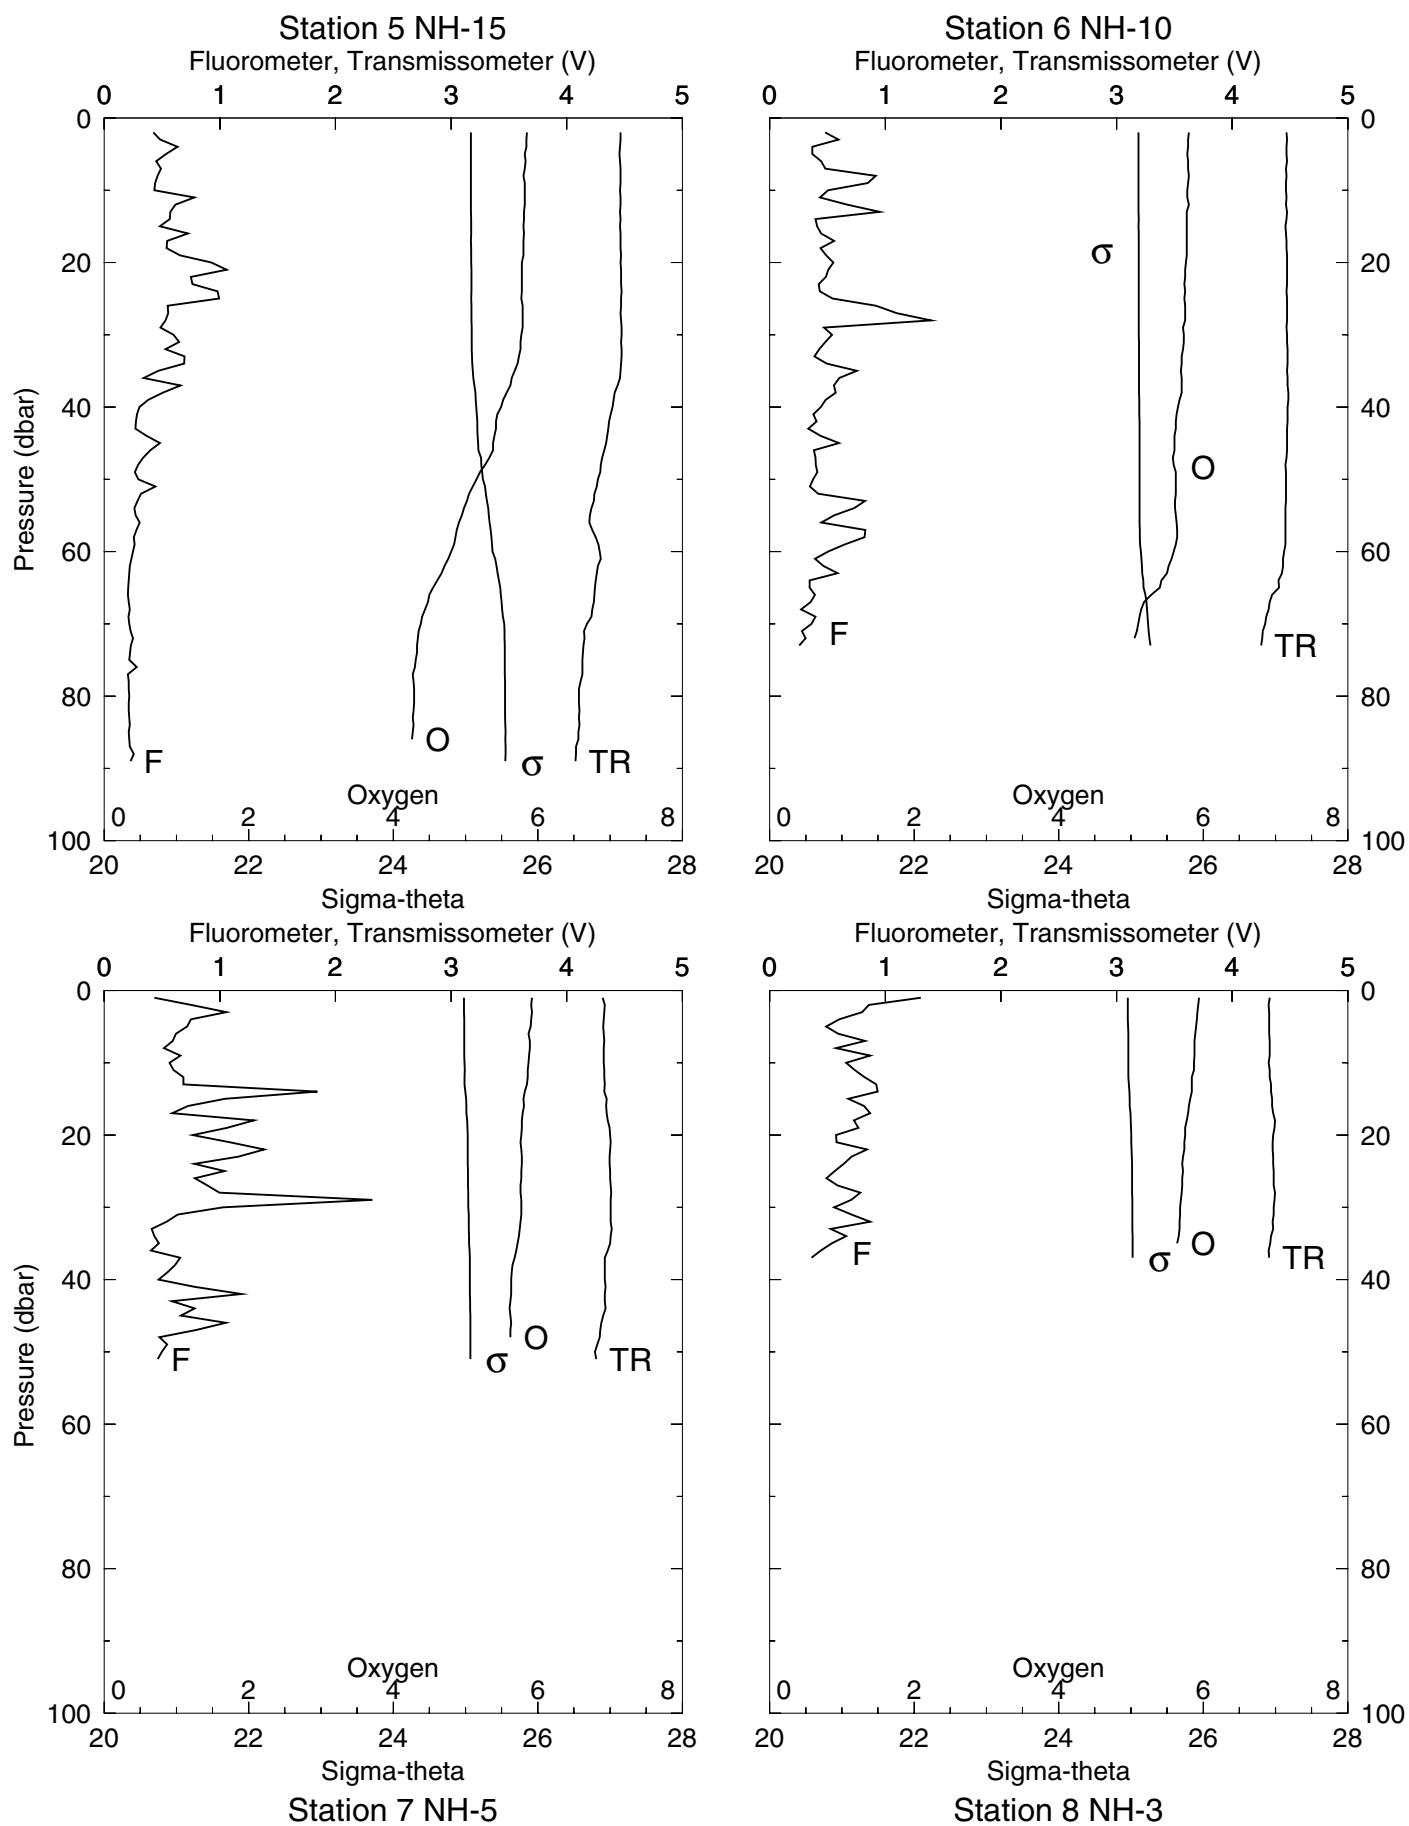 Station 5 NH-15
Fluorometer, Transmissometer (V)
0 1 2 3 4 5
0
20
40
60
80
100
Pressure (dbar)
F
O
σ
TR
Oxygen
0 2 4 6 8
20 22 24 26 28
Sigma-theta
Station 6 NH-10
Fluorometer, Transmissometer (V)
0 1 2 3 4 5
0
20
40
60
80
100
σ
O
F
TR
Oxygen
0 2 4 6 8
20 22 24 26 28
Sigma-theta
Fluorometer, Transmissometer (V)
0 1 2 3 4 5
0
20
40
60
80
100
Pressure (dbar)
F
σ
O
TR
Oxygen
0 2 4 6 8
20 22 24 26 28
Sigma-theta
Station 7 NH-5
Fluorometer, Transmissometer (V)
0 1 2 3 4 5
0
20
40
60
80
100
F
σ
O
TR
Oxygen
0 2 4 6 8
20 22 24 26 28
Sigma-theta
Station 8 NH-3